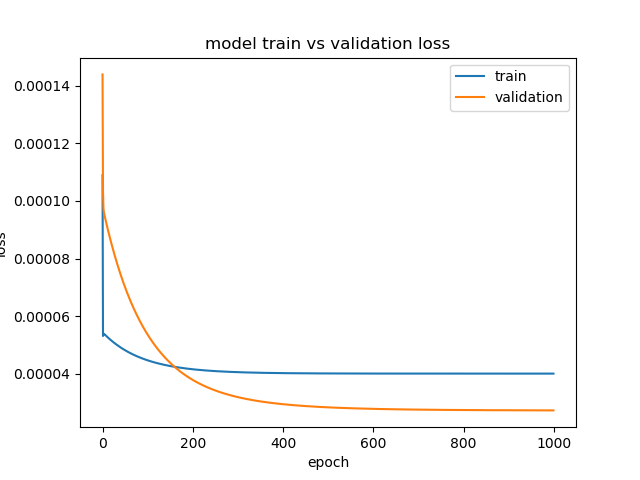 model train vs validation loss
train
validation
0.00014
0.00012
0.00010
0.00008
0.00006
0.00004
loss
0 200 400 600 800 1000
epoch